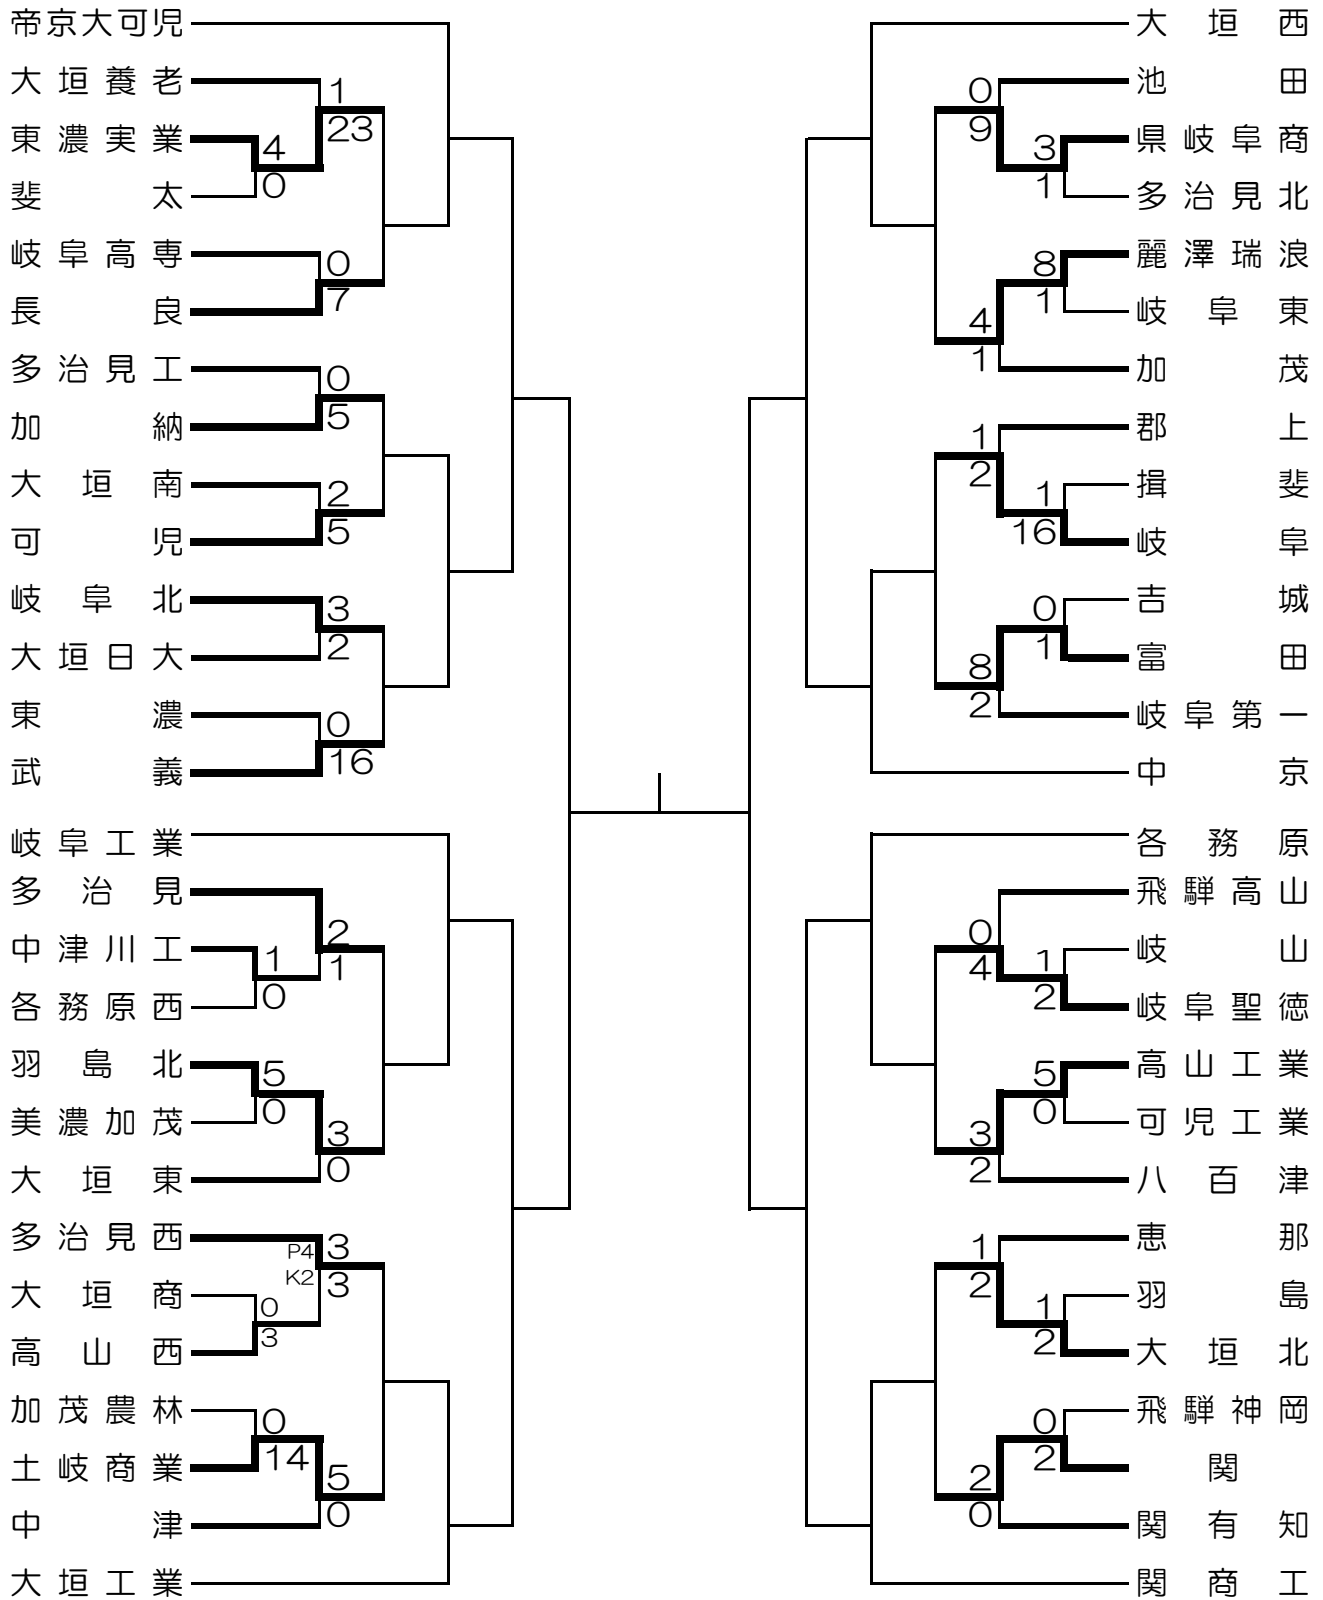 帝京大可児
大垣養老
1
23
東濃実業
4
0
斐太
岐阜高専
0
7
長良
多治見工
0
5
加納
大垣南
2
5
可児
岐阜北
3
2
大垣日大
東濃
0
16
武義
岐阜工業
多治見
2
1
中津川工
1
0
各務原西
羽島北
5
0
美濃加茂
3
0
大垣東
多治見西
P4
K2
3
3
大垣商
0
3
高山西
加茂農林
0
14
土岐商業
5
0
中津
大垣工業
大垣西
池田
0
9
県岐阜商
3
1
多治見北
麗澤瑞浪
8
1
岐阜東
4
1
加茂
郡上
1
2
揖斐
1
16
岐阜
吉城
0
1
富田
8
2
岐阜第一
中京
各務原
飛騨高山
0
4
岐山
1
2
岐阜聖徳
高山工業
5
0
可児工業
3
2
八百津
恵那
1
2
羽島
1
2
大垣北
飛騨神岡
0
2
関
2
0
関有知
関商工